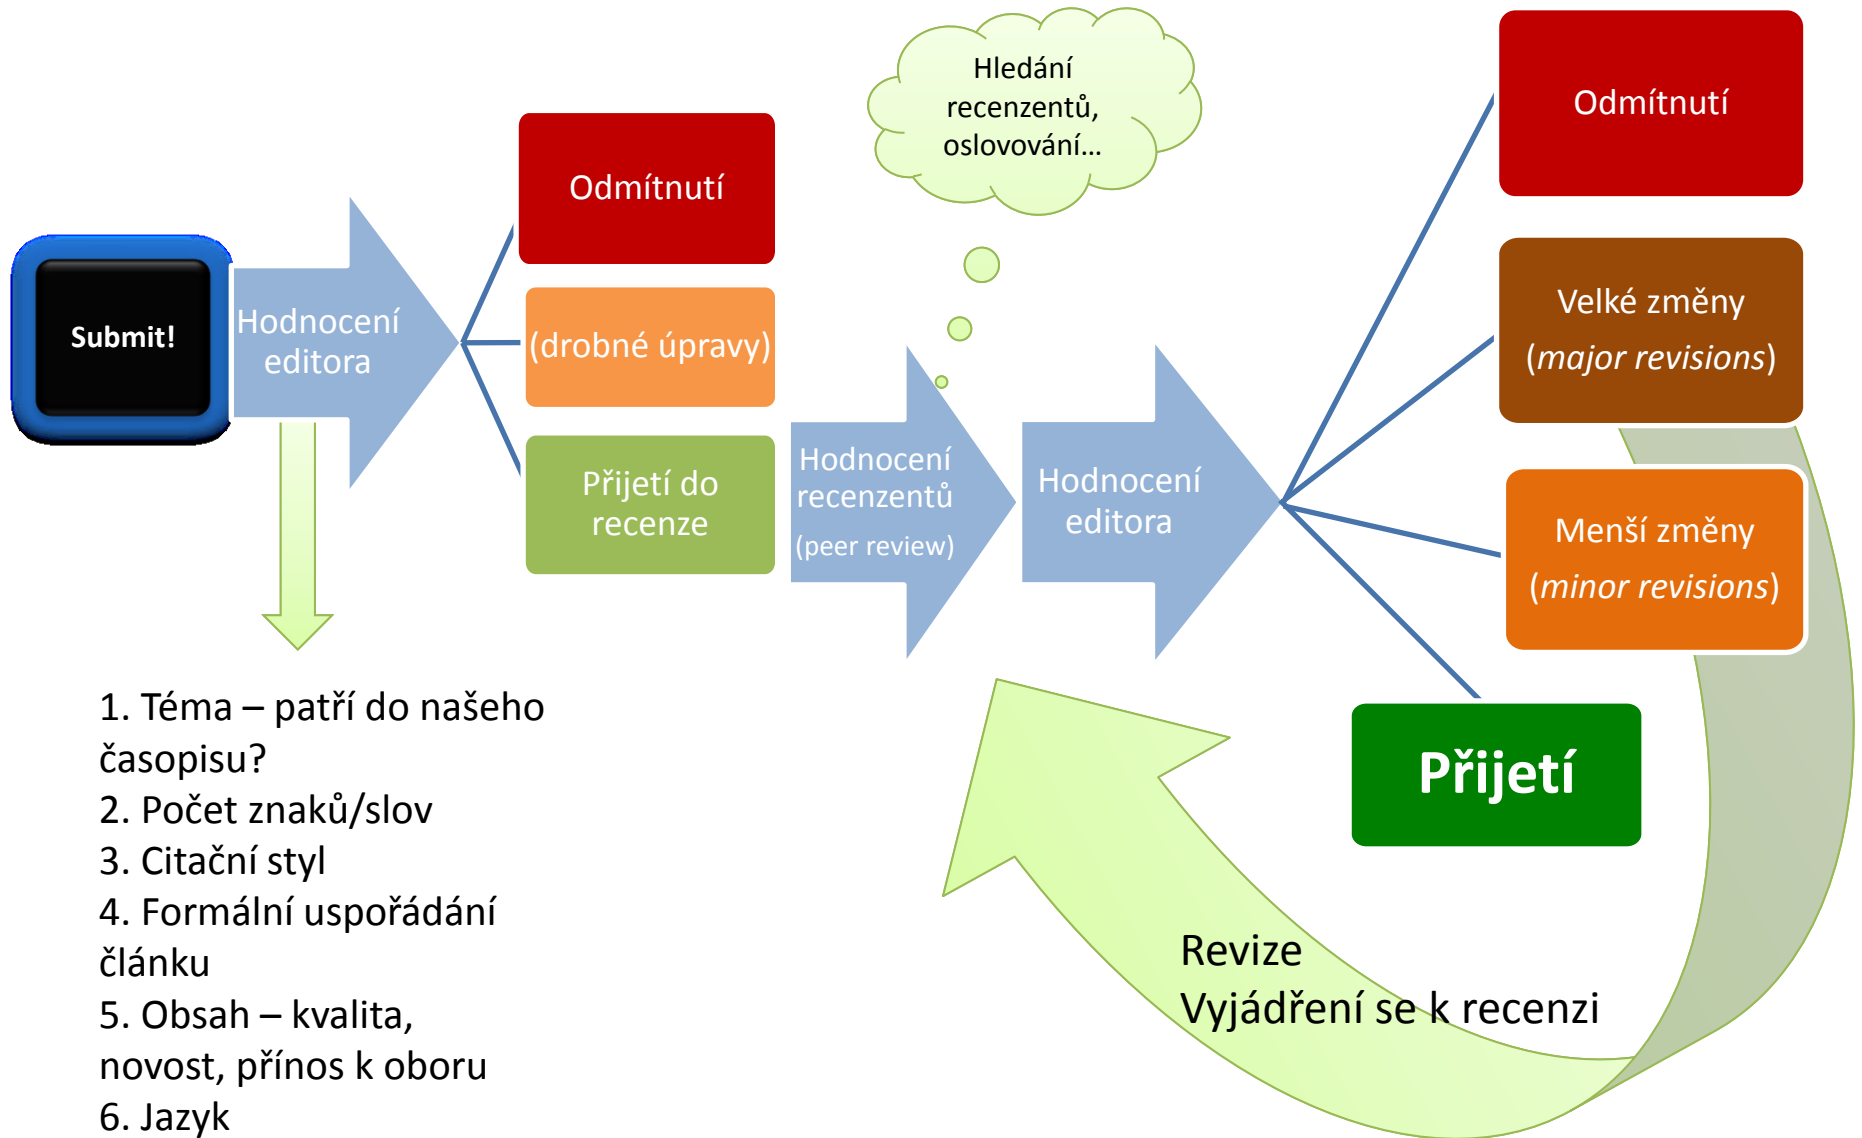 Submit!
Hodnocení
editora
Odmítnutí
(drobné úpravy)
Přijetí do
recenze
Hledání
recenzentů,
oslovování…
Hodnocení
recenzentů
(peer review)
Hodnocení
editora
Odmítnutí
Velké změny
(major revisions)
Menší změny
(minor revisions)
Přijetí
Revize
Vyjádření se k recenzi
1. Téma – patří do našeho
časopisu?
2. Počet znaků/slov
3. Citační styl
4. Formální uspořádání
článku
5. Obsah – kvalita,
novost, přínos k oboru
6. Jazyk